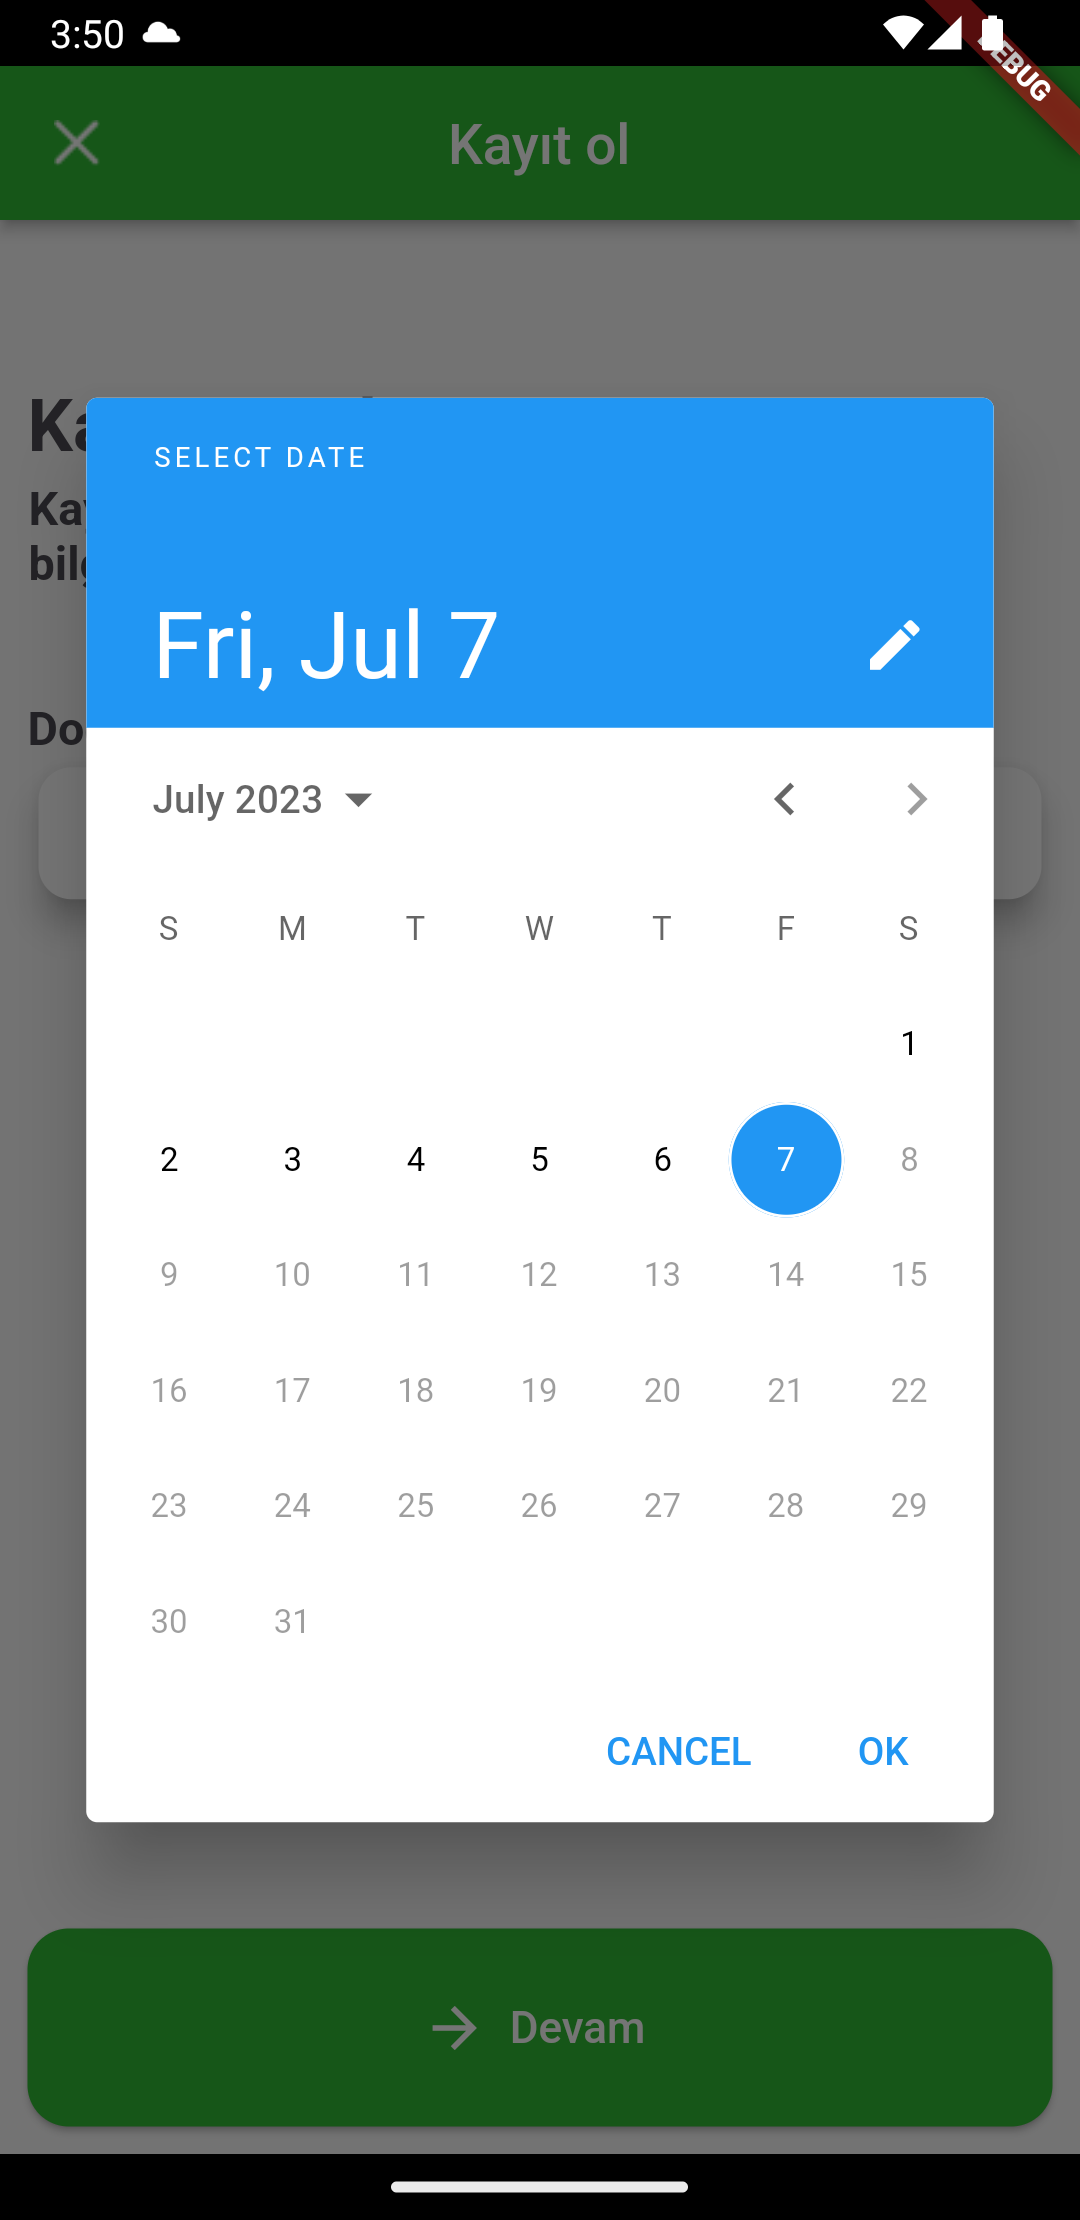 3:50
Kayıt ol
SELECT DATE
Fri, Jul 7
July 2023
S M T W T F S
1
2 3 4 5 6 7 8
9 10 11 12 13 14 15
16 17 18 19 20 21 22
23 24 25 26 27 28 29
30 31
CANCEL OK
Devam